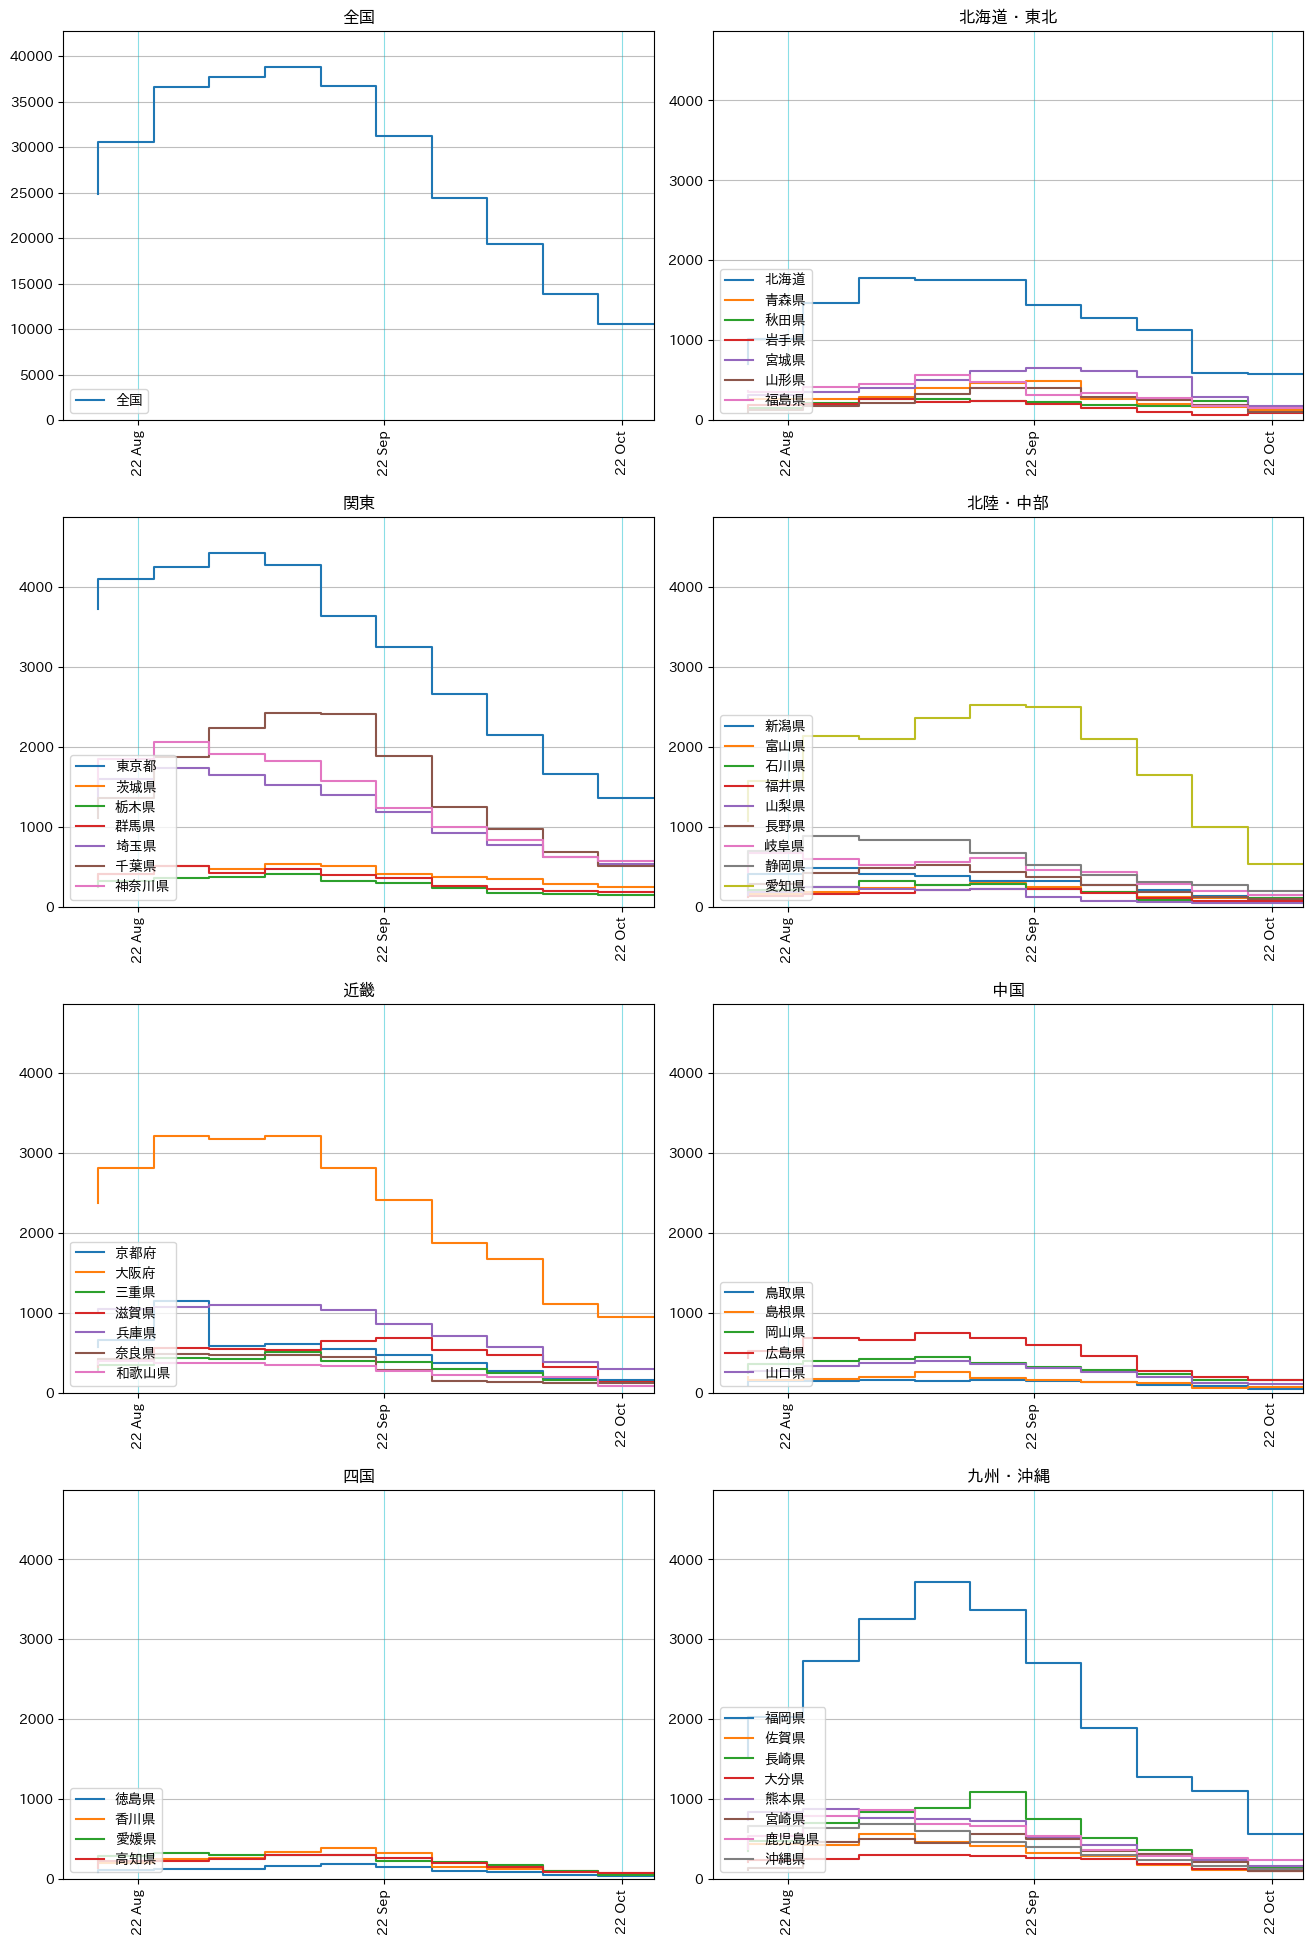 全国
40000
35000
30000
25000
20000
15000
10000
5000
0
全国
22 Aug
22 Sep
22 Oct
北海道・東北
4000
3000
2000
1000
0
北海道
青森県
秋田県
岩手県
宮城県
山形県
福島県
22 Aug
22 Sep
22 Oct
関東
4000
3000
2000
1000
0
東京都
茨城県
栃木県
群馬県
埼玉県
千葉県
神奈川県
22 Aug
22 Sep
22 Oct
北陸・中部
4000
3000
2000
1000
0
新潟県
富山県
石川県
福井県
山梨県
長野県
岐阜県
静岡県
愛知県
22 Aug
22 Sep
22 Oct
近畿
4000
3000
2000
1000
0
京都府
大阪府
三重県
滋賀県
兵庫県
奈良県
和歌山県
22 Aug
22 Sep
22 Oct
中国
4000
3000
2000
1000
0
鳥取県
島根県
岡山県
広島県
山口県
22 Aug
22 Sep
22 Oct
四国
4000
3000
2000
1000
0
徳島県
香川県
愛媛県
高知県
22 Aug
22 Sep
22 Oct
九州・沖縄
4000
3000
2000
1000
0
福岡県
佐賀県
長崎県
大分県
熊本県
宮崎県
鹿児島県
沖縄県
22 Aug
22 Sep
22 Oct